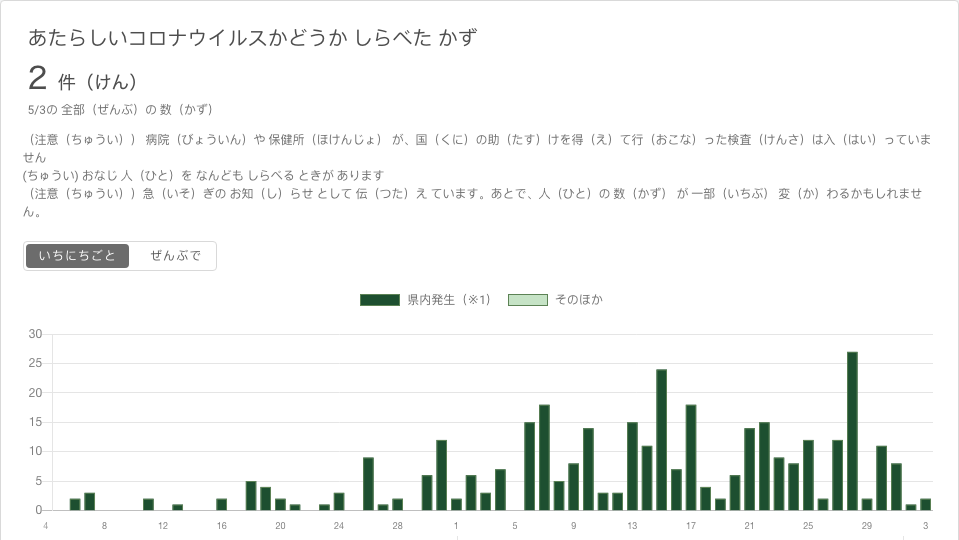 あたらしいコロナウイルスかどうか しらべた かず
2 件（けん）
5/3の 全部（ぜんぶ）の 数（かず）
（注意（ちゅうい）） 病院（びょういん）や 保健所（ほけんじょ） が、国（くに）の助（たす）けを得（え）て行（おこな）った検査（けんさ）は入（はい）っていま
せん
(ちゅうい) おなじ 人（ひと）を なんども しらべる ときが あります
（注意（ちゅうい））急（いそ）ぎの お知（し）らせ として 伝（つた）え ています。あとで、人（ひと）の 数（かず） が 一部（いちぶ） 変（か）わるかもしれませ
ん。
いちにちごと ぜんぶで
県内発生（※1） そのほか
30
25
20
15
10
5
0
4 8 12 16 20 24 28 1 5 9 13 17 21 25 29 3